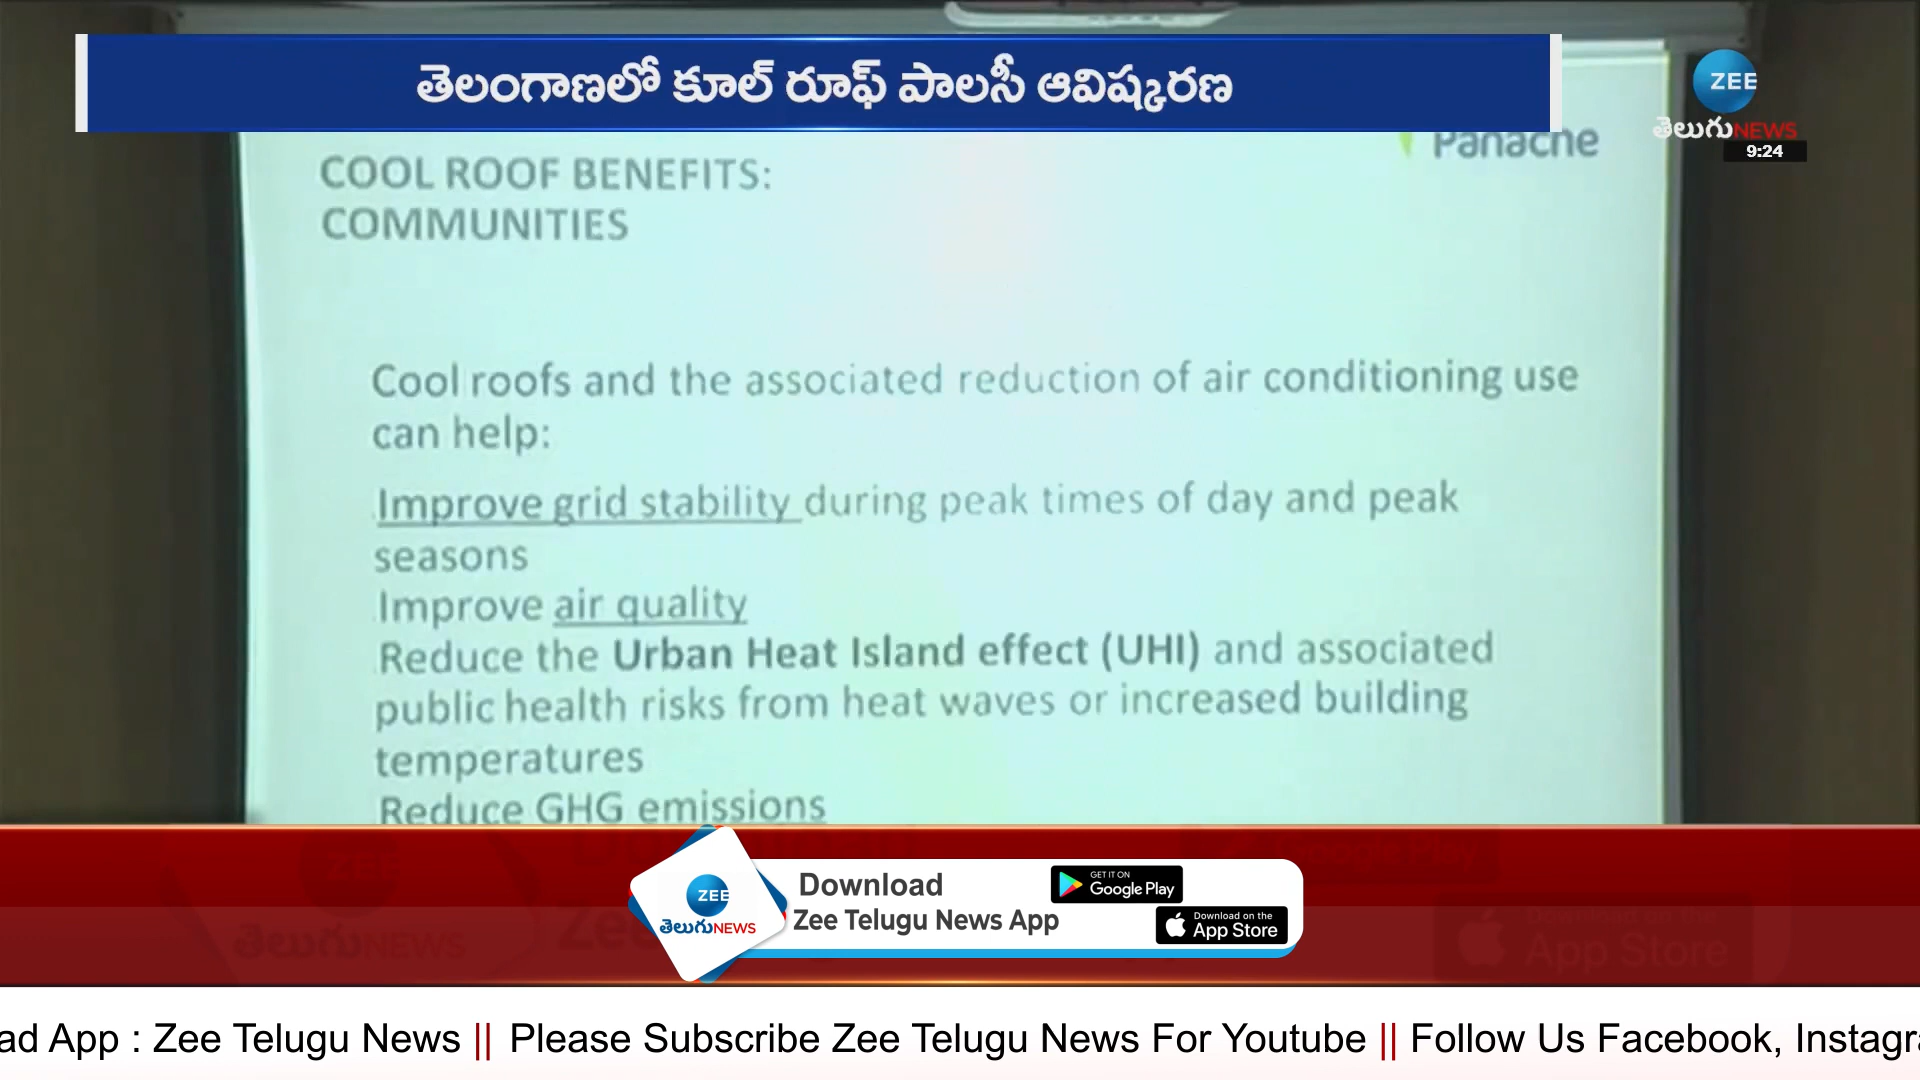 తెలంగాణలో కూల్ రూఫ్ పాలసీ ఆవిష్కరణ
ZEE
తెలుగు NEWS
9:24
Panache
COOL ROOF BENEFITS:
COMMUNITIES
Cool roofs and the associated reduction of air conditioning use
can help:
Improve grid stability during peak times of day and peak
seasons
Improve air quality
Reduce the Urban Heat Island effect (UHI) and associated
public health risks from heat waves or increased building
temperatures
Reduce GHG emissions
ZEE
తెలుగు NEWS
Download
Zee Telugu News App
GET IT ON
Google Play
Download on the
App Store
ad App : Zee Telugu News || Please Subscribe Zee Telugu News For Youtube || Follow Us Facebook, Instagra